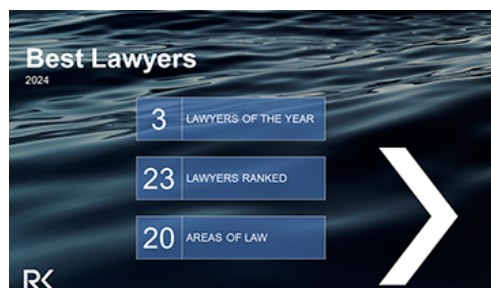 Best Lawyers
2024
3 LAWYERS OF THE YEAR
23 LAWYERS RANKED
20 AREAS OF LAW
RK